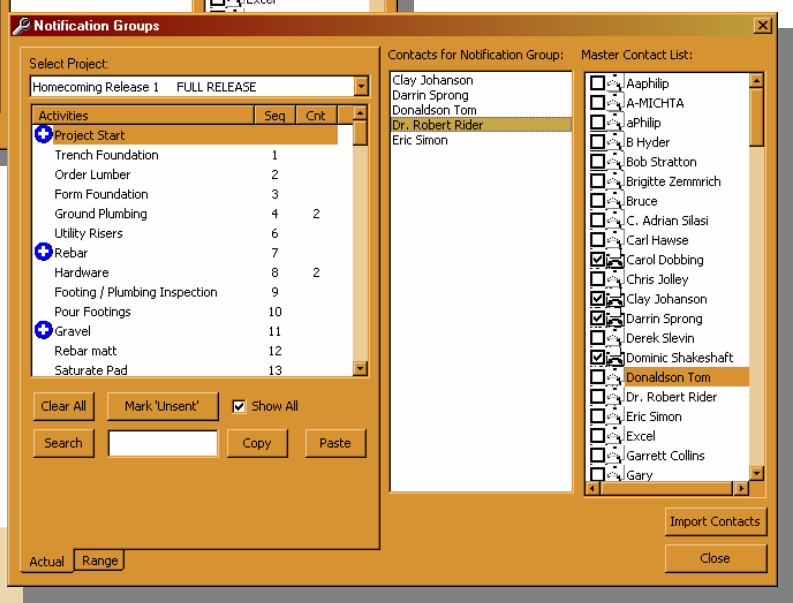 Excel
Notification Groups
Select Project:
Homecoming Release 1 FULL RELEASE
Activities Seq Cnt
Project Start
Trench Foundation 1
Order Lumber 2
Form Foundation 3
Ground Plumbing 4 2
Utility Risers 6
Rebar 7
Hardware 8 2
Footing / Plumbing Inspection 9
Pour Footings 10
Gravel 11
Rebar matt 12
Saturate Pad 13
Clear All Mark 'Unsent' Show All
Search Copy Paste
Actual Range
Contacts for Notification Group:
Clay Johanson
Darrin Sprong
Donaldson Tom
Dr. Robert Rider
Eric Simon
Master Contact List:
Aaphilip
A-MICHTA
aPhilip
B Hyder
Bob Stratton
Brigitte Zemmrich
Bruce
C. Adrian Silasi
Carl Hawse
Carol Dobbing
Chris Jolley
Clay Johanson
Darrin Sprong
Derek Slevin
Dominic Shakeshaft
Donaldson Tom
Dr. Robert Rider
Eric Simon
Excel
Garrett Collins
Gary
Import Contacts
Close